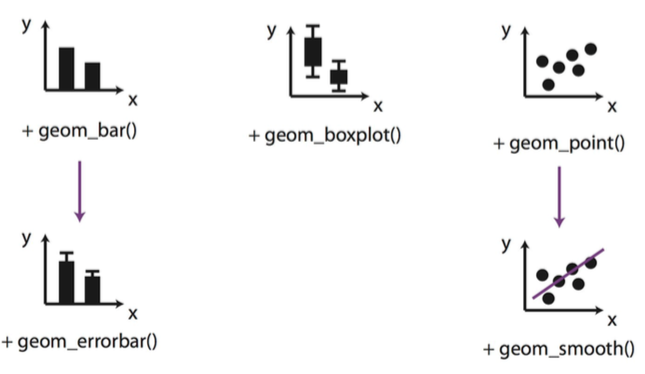 y
x
+ geom_bar()
y
x
+ geom_boxplot()
y
x
+ geom_point()
y
x
+ geom_errorbar()
y
x
+ geom_smooth()